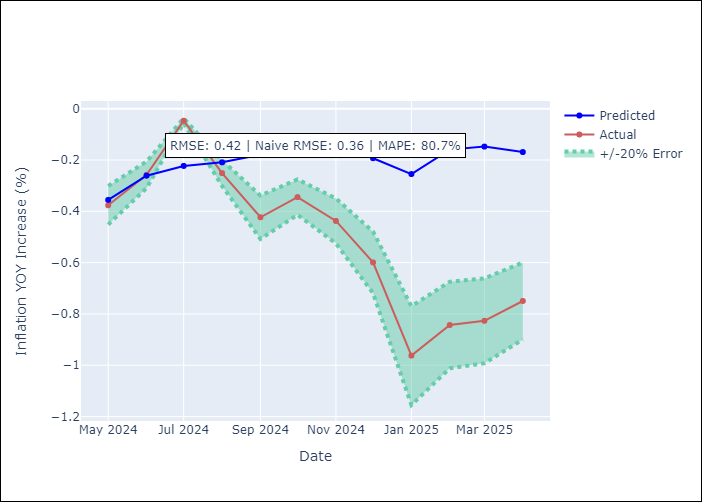 Predicted
Actual
+/-20% Error
RMSE: 0.42 | Naive RMSE: 0.36 | MAPE: 80.7%
0
−0.2
−0.4
−0.6
−0.8
−1
−1.2
Inflation YOY Increase (%)
May 2024 Jul 2024 Sep 2024 Nov 2024 Jan 2025 Mar 2025
Date